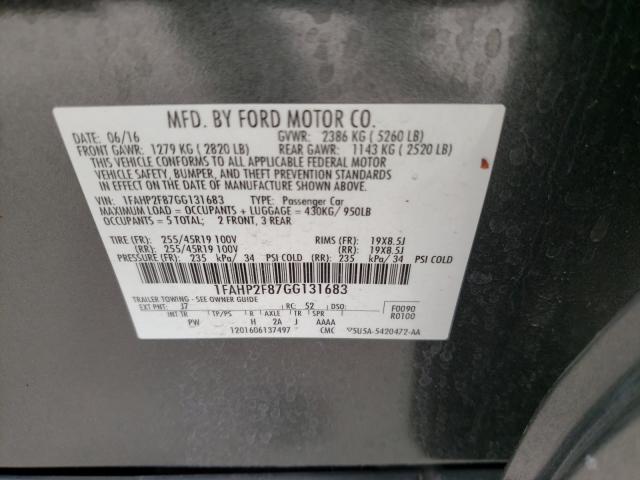 MFD. BY FORD MOTOR CO.
DATE: 06/16 GVWR: 2386 KG ( 5260 LB)
FRONT GAWR: 1279 KG ( 2820 LB) REAR GAWR: 1143 KG ( 2520 LB)
THIS VEHICLE CONFORMS TO ALL APPLICABLE FEDERAL MOTOR
VEHICLE SAFETY, BUMPER, AND THEFT PREVENTION STANDARDS
IN EFFECT ON THE DATE OF MANUFACTURE SHOWN ABOVE.
VIN: 1FAHP2F87GG131683 TYPE: Passenger Car
MAXIMUM LOAD = OCCUPANTS + LUGGAGE = 430KG/ 950LB
OCCUPANTS = 5 TOTAL; 2 FRONT, 3 REAR
TIRE (FR): 255/45R19 100V RIMS (FR): 19X8.5J
(RR): 255/45R19 100V (RR): 19X8.5J
PRESSURE (FR): 235 kPa/ 34 PSI COLD (RR): 235 kPa/ 34 PSI COLD
1FAHP2F87GG131683
TRAILER TOWING - SEE OWNER GUIDE
EXT PNT: J7 RC: 52 DSO: F0090
R0100
INT TR TP/PS R AXLE TR SPR
PW H 2A J AAAA
1201606137497 CMC 5U5A-5420472-AA